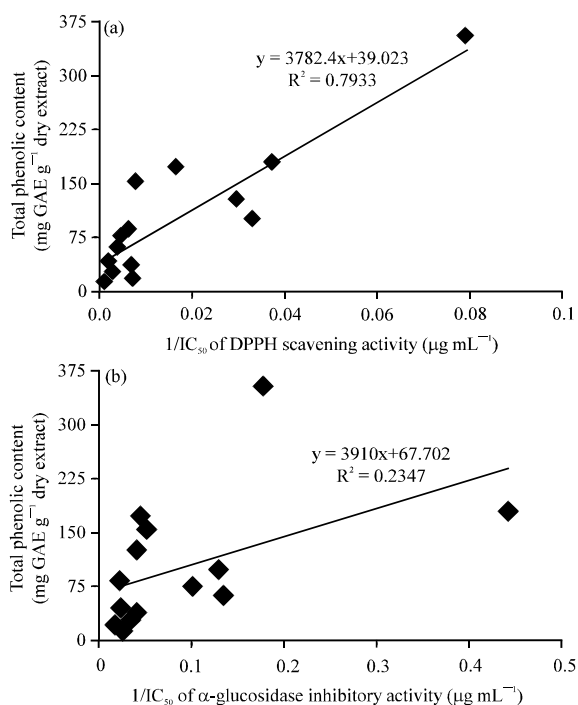 (a)
y = 3782.4x+39.023
R² = 0.7933
Total phenolic content
(mg GAE g⁻¹ dry extract)
375
300
225
150
75
0
0.0
0.02
0.04
0.06
0.08
0.1
1/IC₅₀ of DPPH scavening activity (µg mL⁻¹)
(b)
y = 3910x+67.702
R² = 0.2347
Total phenolic content
(mg GAE g⁻¹ dry extract)
375
300
225
150
75
0
0
0.1
0.2
0.3
0.4
0.5
1/IC₅₀ of α-glucosidase inhibitory activity (µg mL⁻¹)